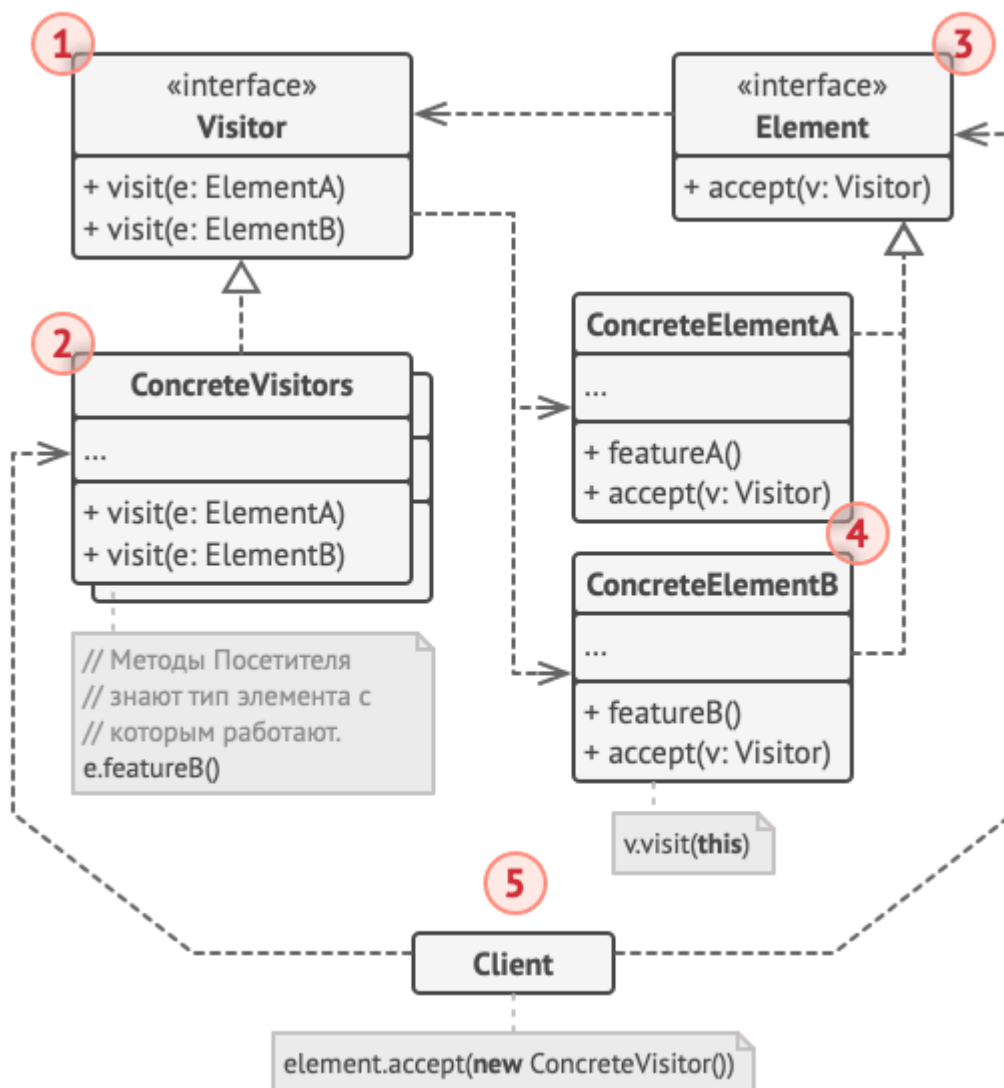 1
«interface»
Visitor
+ visit(e: ElementA)
+ visit(e: ElementB)
2
ConcreteVisitors
...
+ visit(e: ElementA)
+ visit(e: ElementB)
// Методы Посетителя
// знают тип элемента с
// которым работают.
e.featureB()
3
«interface»
Element
+ accept(v: Visitor)
ConcreteElementA
...
+ featureA()
+ accept(v: Visitor)
4
ConcreteElementB
...
+ featureB()
+ accept(v: Visitor)
v.visit(this)
5
Client
element.accept(new ConcreteVisitor())